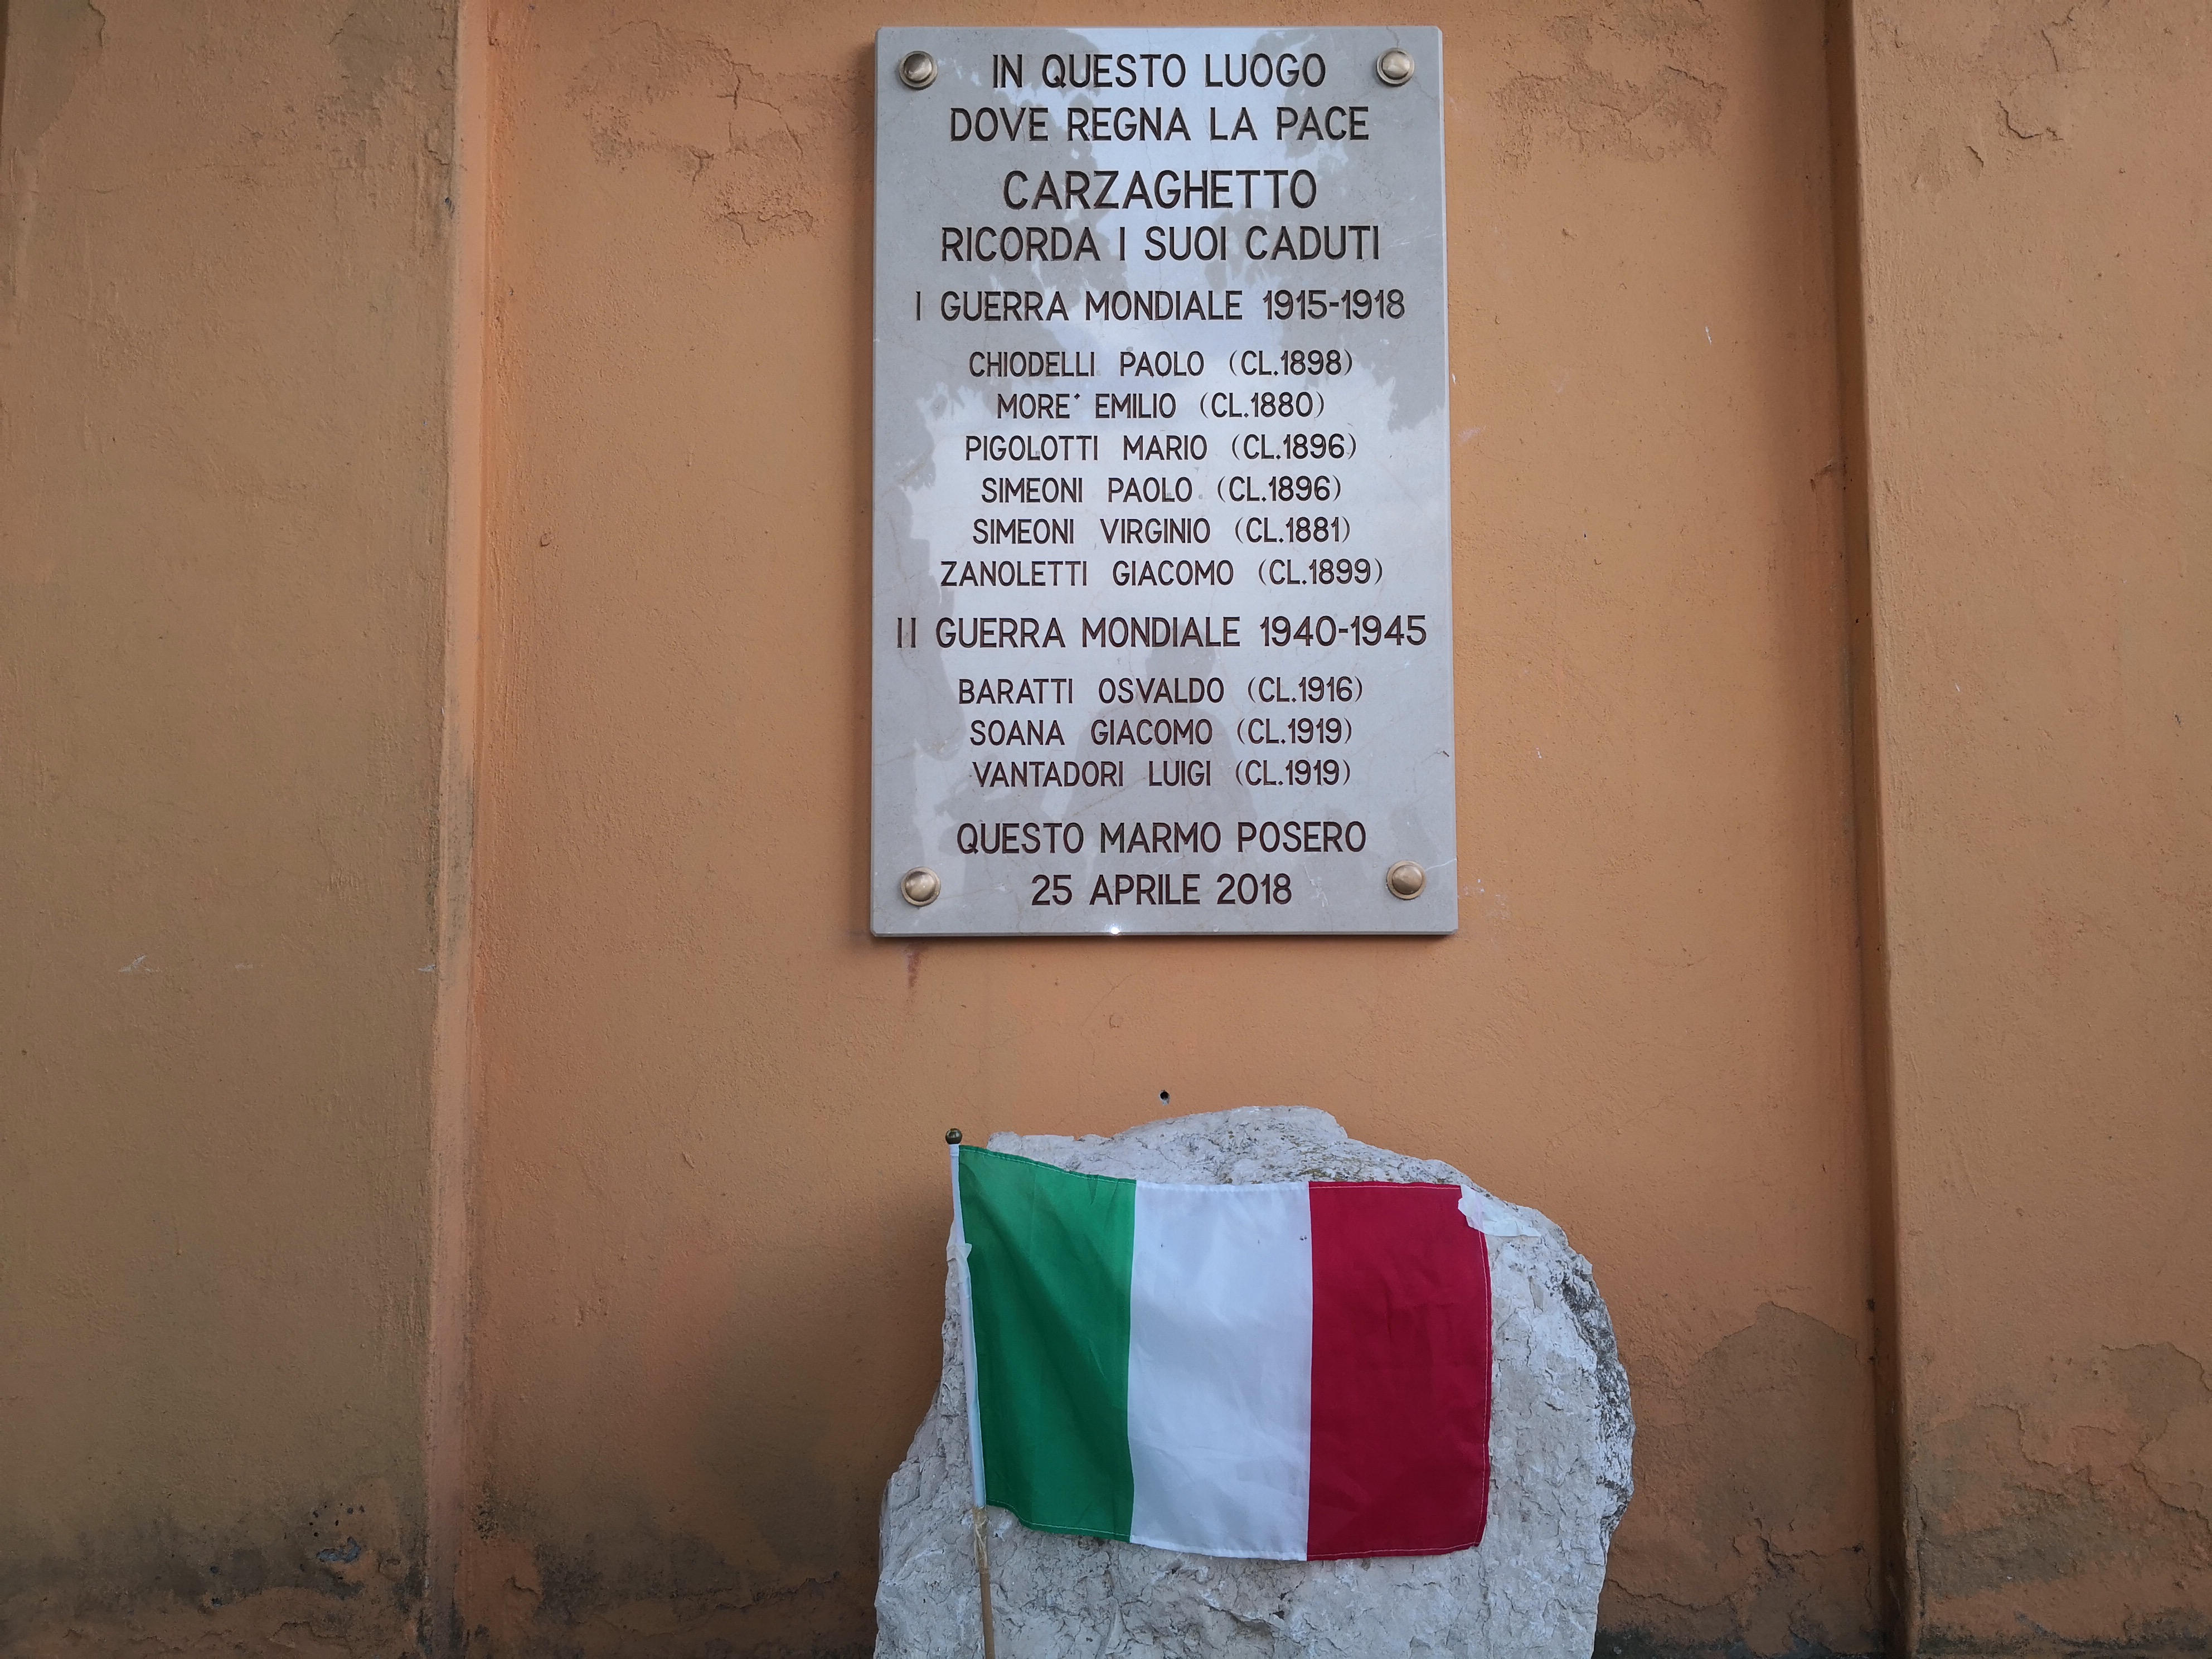 IN QUESTO LUOGO
DOVE REGNA LA PACE
CARZAGHETTO
RICORDA I SUOI CADUTI
I GUERRA MONDIALE 1915-1918
CHIODELLI PAOLO (CL.1898)
MORE' EMILIO (CL.1880)
PIGOLOTTI MARIO (CL.1896)
SIMEONI PAOLO (CL.1896)
SIMEONI VIRGINIO (CL.1881)
ZANOLETTI GIACOMO (CL.1899)
II GUERRA MONDIALE 1940-1945
BARATTI OSVALDO (CL.1916)
SOANA GIACOMO (CL.1919)
VANTADORI LUIGI (CL.1919)
QUESTO MARMO POSERO
25 APRILE 2018